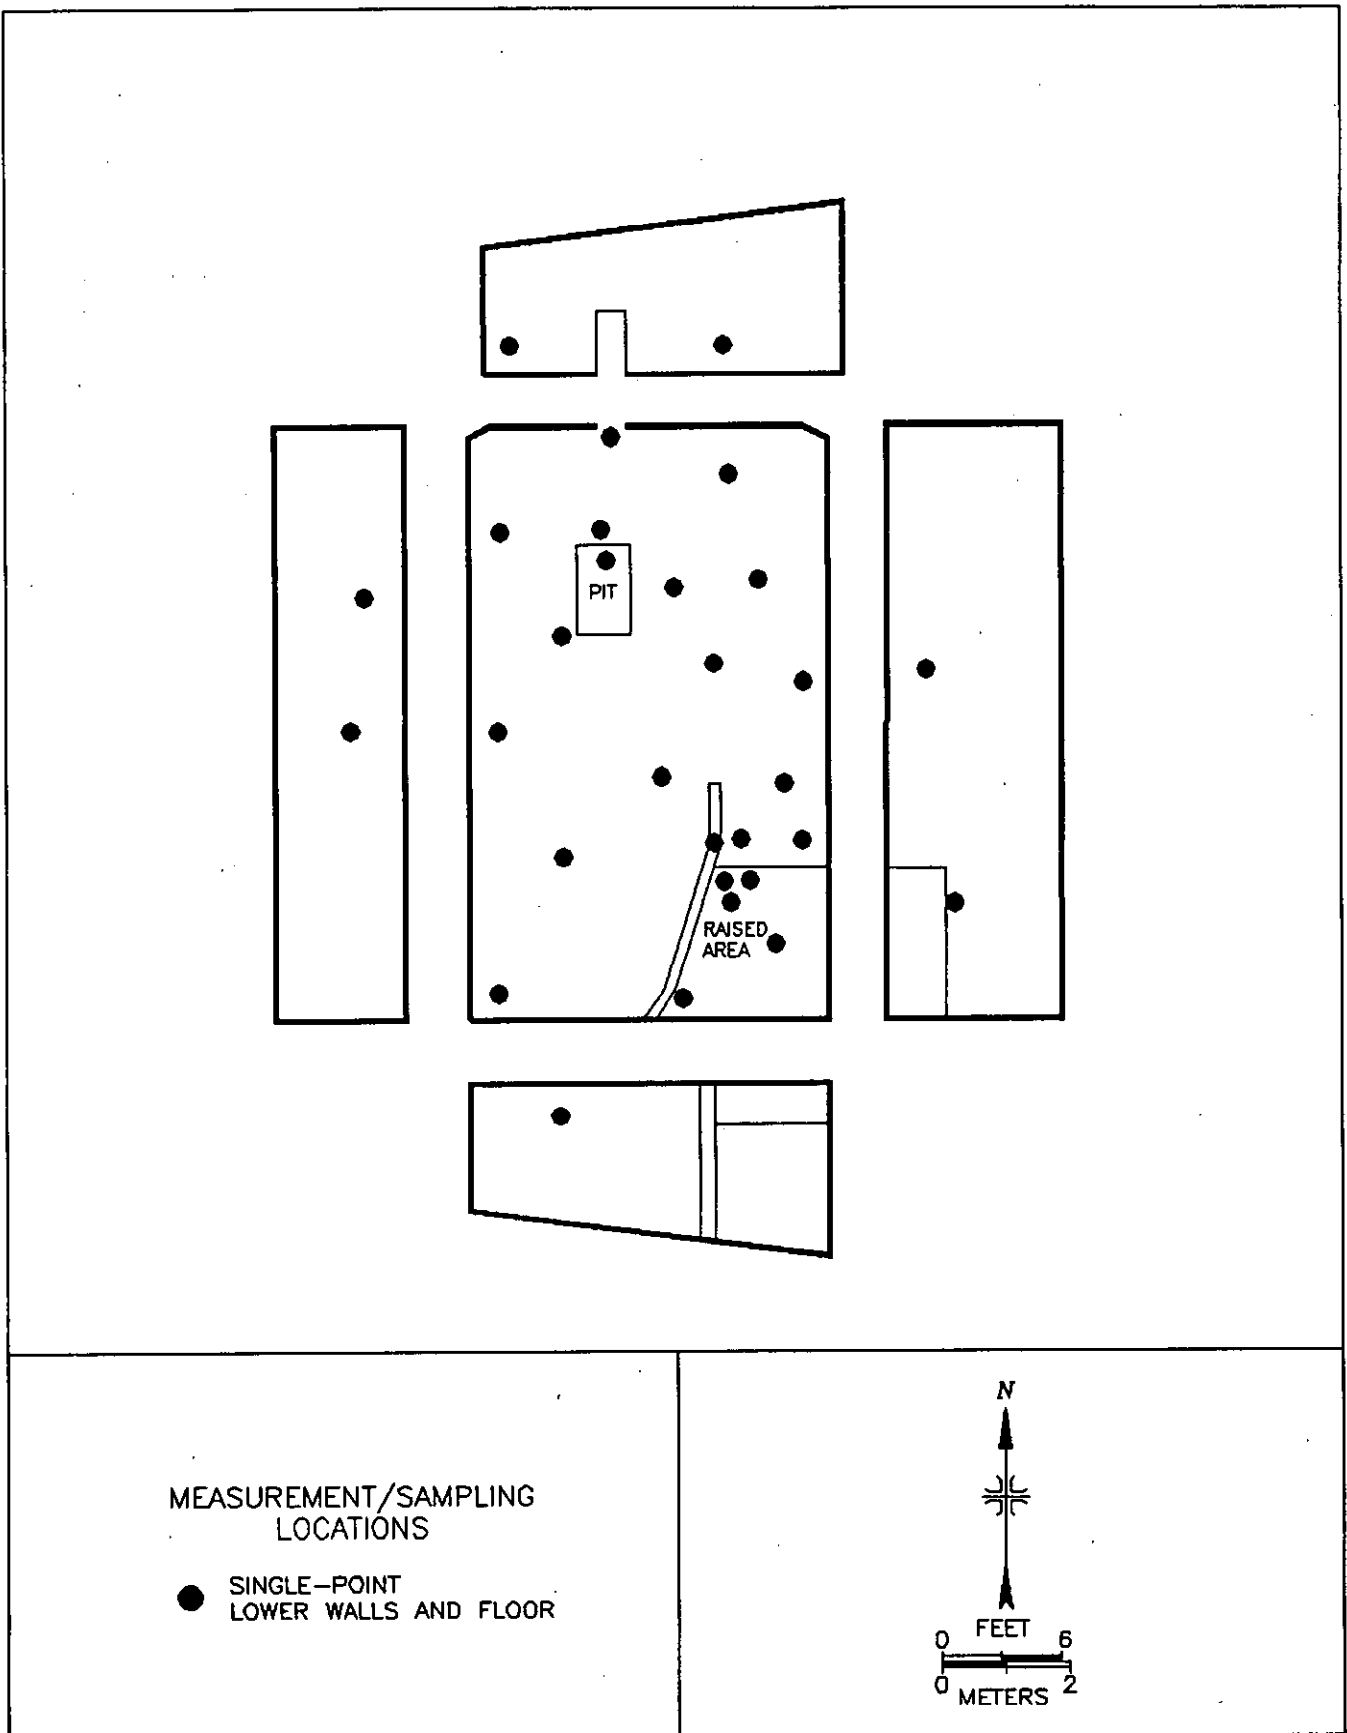 PIT
RAISED
AREA
MEASUREMENT/SAMPLING
LOCATIONS
SINGLE-POINT
LOWER WALLS AND FLOOR
N
FEET
0 6
0 2
METERS